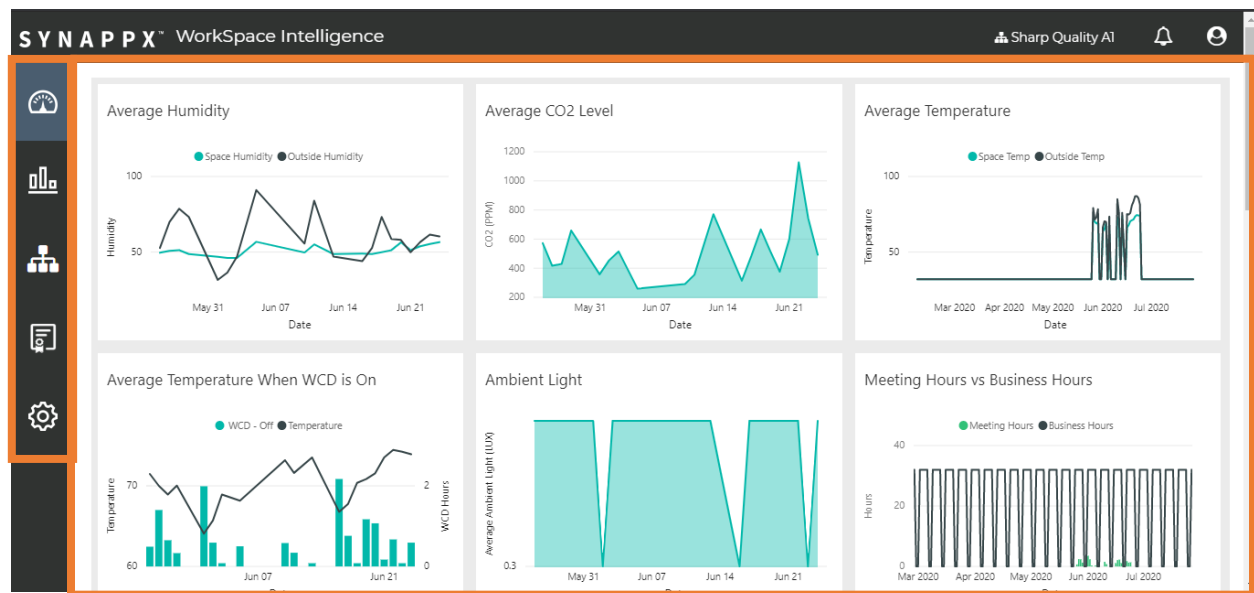 SYNAPPX™ WorkSpace Intelligence
Sharp Quality A1
Average Humidity
Space Humidity Outside Humidity
100
50
Humidity
May 31 Jun 07 Jun 14 Jun 21
Date
Average CO2 Level
1200
1000
800
600
400
200
CO2 (PPM)
May 31 Jun 07 Jun 14 Jun 21
Date
Average Temperature
Space Temp Outside Temp
100
50
Temperature
Mar 2020 Apr 2020 May 2020 Jun 2020 Jul 2020
Date
Average Temperature When WCD is On
WCD - Off Temperature
70
60
Temperature
2
0
WCD Hours
Jun 07 Jun 21
Ambient Light
Average Ambient Light (LUX)
0.3
May 31 Jun 07 Jun 14 Jun 21
Meeting Hours vs Business Hours
Meeting Hours Business Hours
40
20
0
Hours
Mar 2020 Apr 2020 May 2020 Jun 2020 Jul 2020